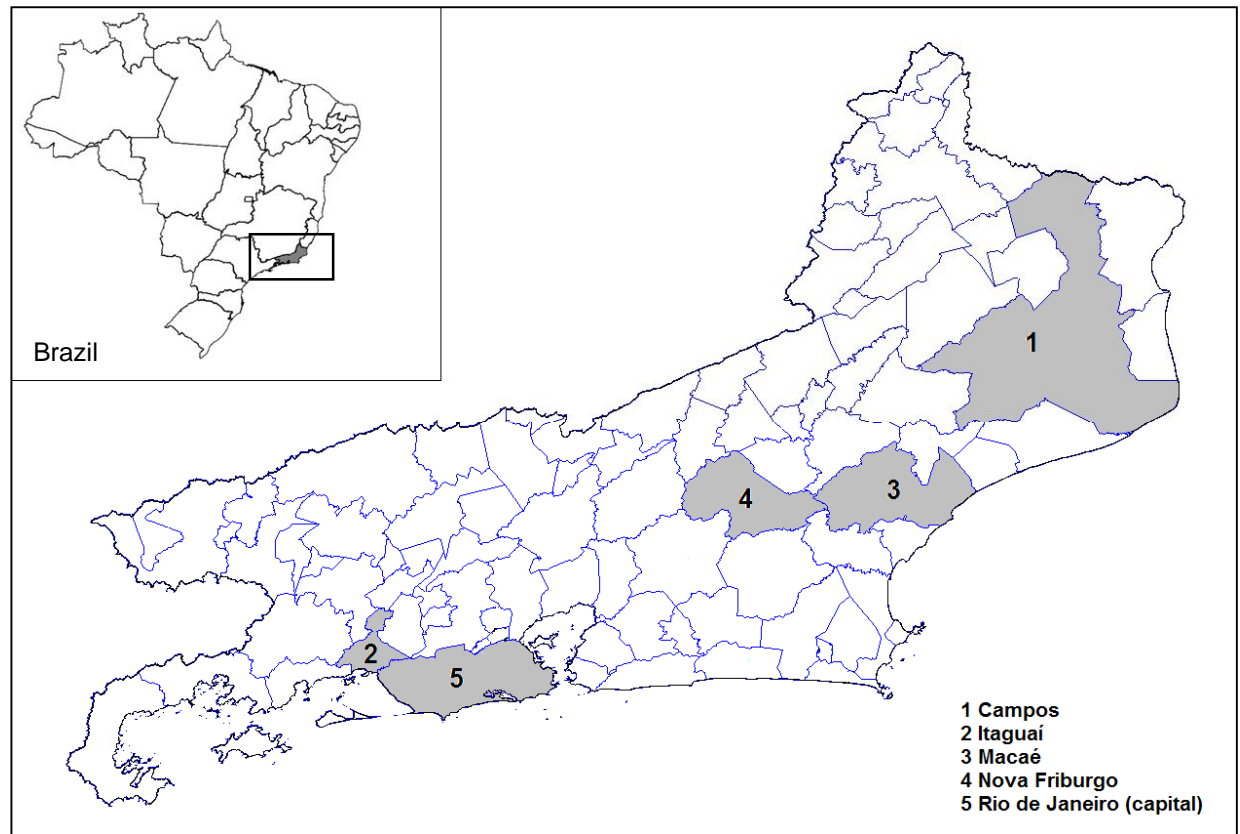 Brazil
1
3
4
2
5
1 Campos
2 Itaguaí
3 Macaé
4 Nova Friburgo
5 Rio de Janeiro (capital)